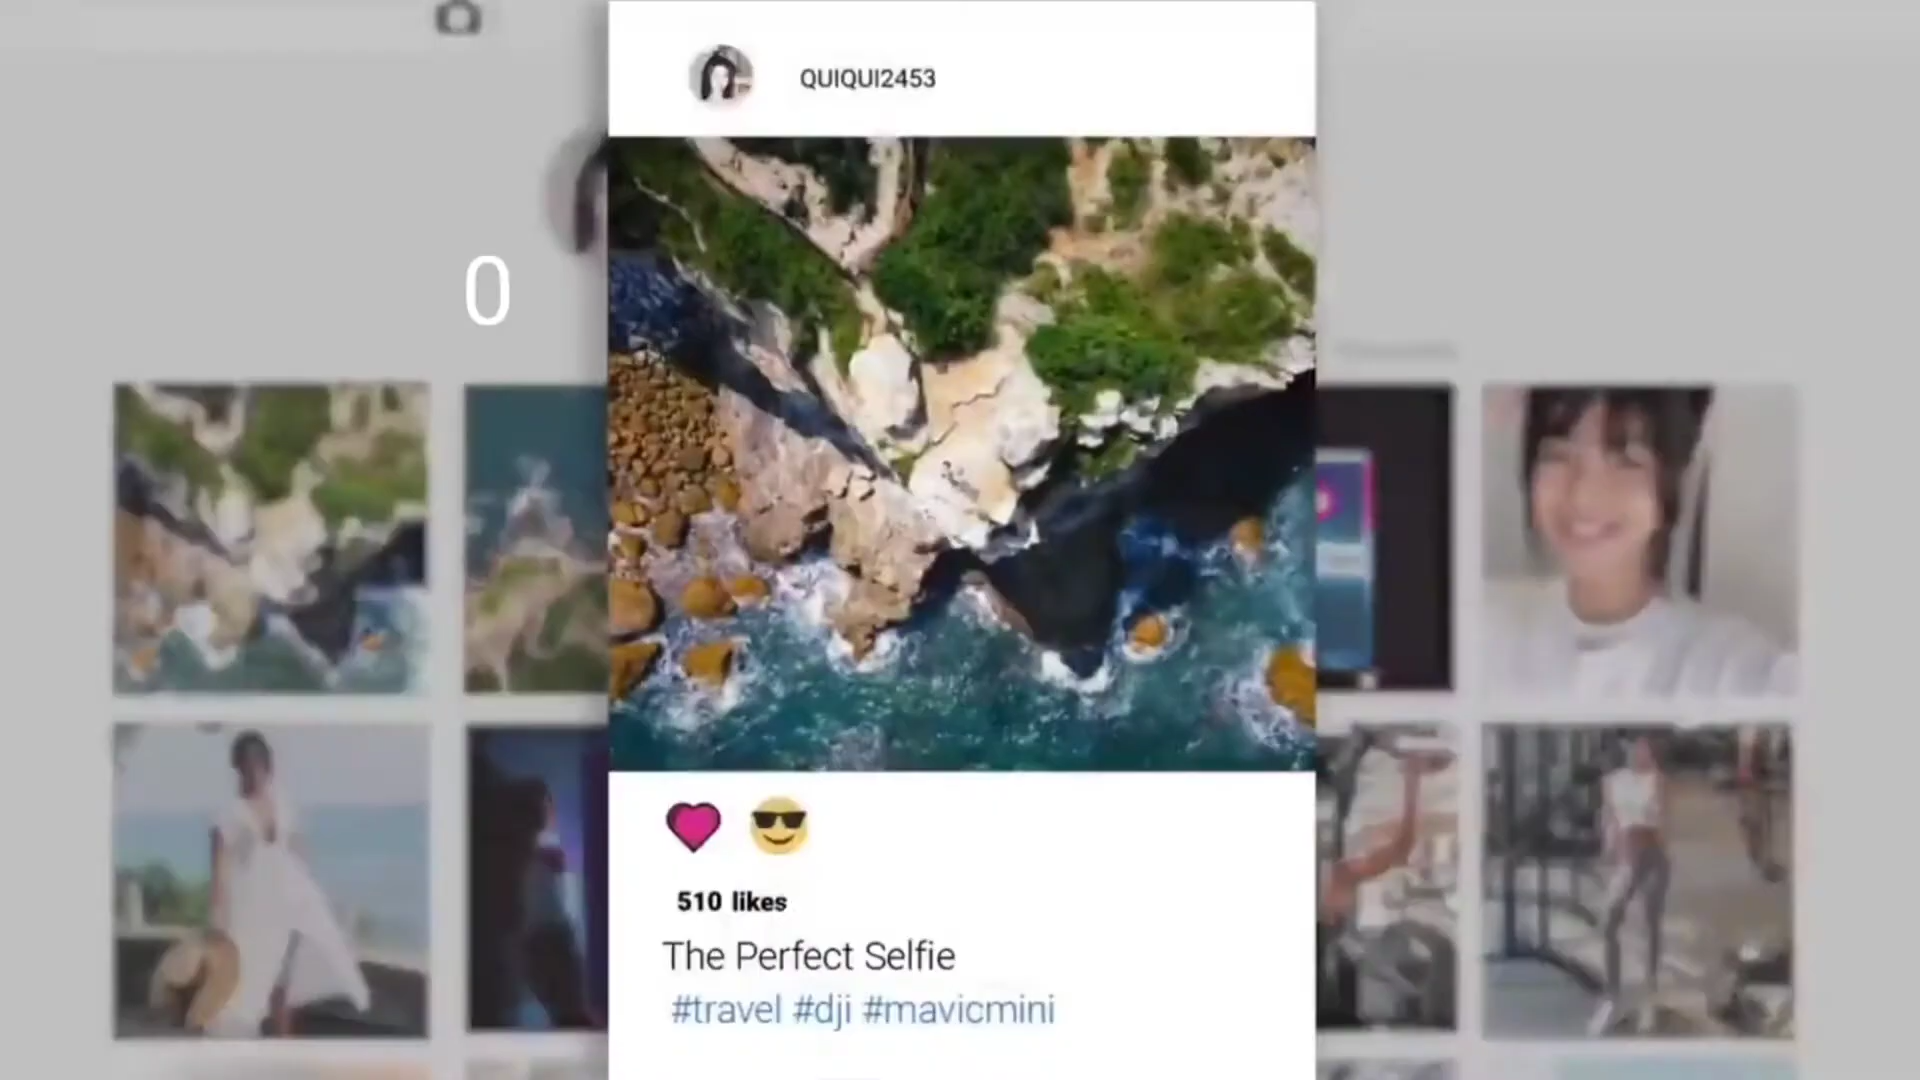 QUIQUI2453
0
510 likes
The Perfect Selfie
#travel #dji #mavicmini